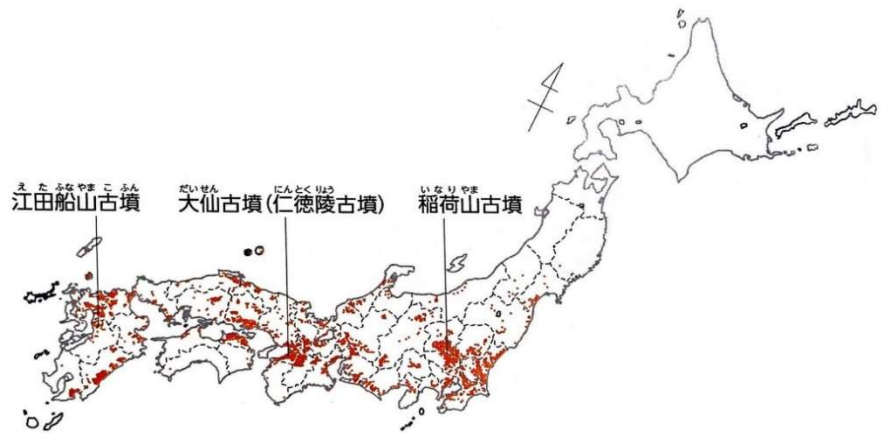 えたふなやまこふん
江田船山古墳
だいせん にんとくりょう
大仙古墳(仁徳陵古墳)
いなりやま
稲荷山古墳